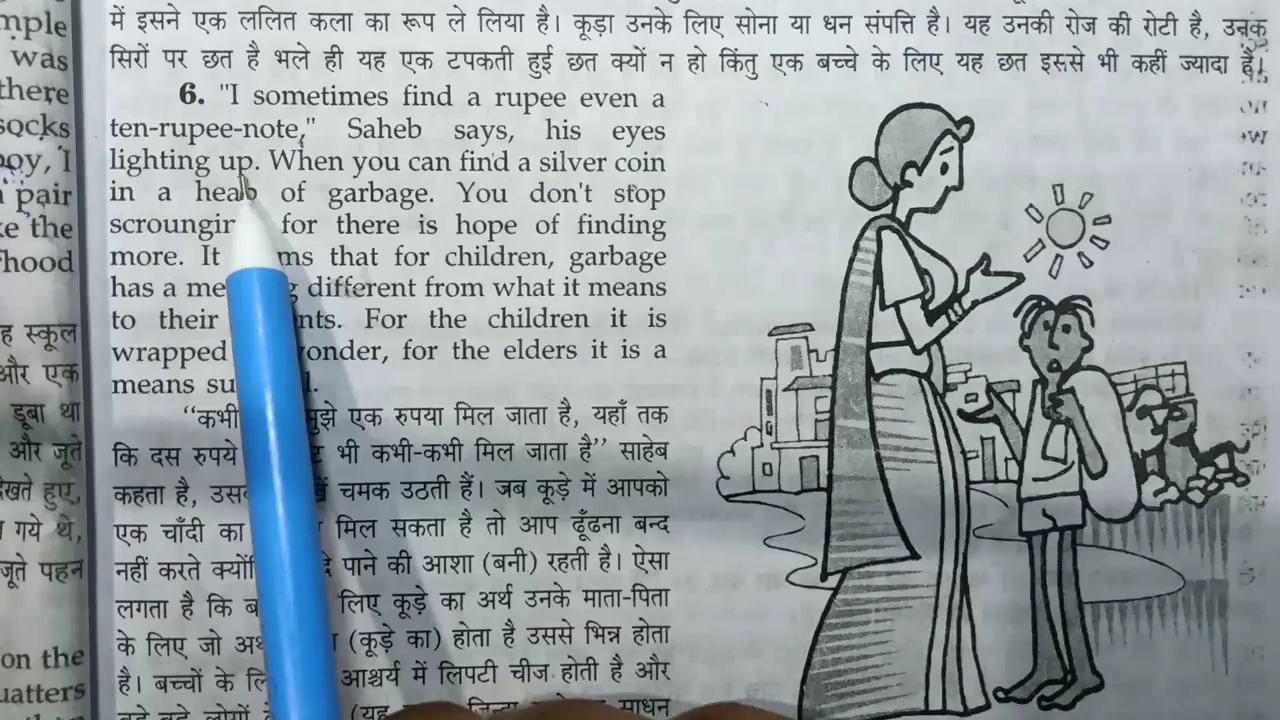 mple
was
there
socks
boy, I
pair
the
hood
स्कूल
और एक
डूबा था
और जूते
देखते हुए,
गये थे,
जूते पहन
on the
में इसने एक ललित कला का रूप ले लिया है। कूड़ा उनके लिए सोना या धन संपत्ति है। यह उनकी रोज की रोटी है, उनक
सिरों पर छत है भले ही यह एक टपकती हुई छत क्यों न हो किंतु एक बच्चे के लिए यह छत इससे भी कहीं ज्यादा है।
6. "I sometimes find a rupee even a
ten-rupee-note," Saheb says, his eyes
lighting up. When you can find a silver coin
in a heab of garbage. You don't stop
scroungin for there is hope of finding
more. It ms that for children, garbage
has a me g different from what it means
to their nts. For the children it is
wrapped onder, for the elders it is a
means su l.
“कभी मुझे एक रुपया मिल जाता है, यहाँ तक
कि दस रुपये भी कभी-कभी मिल जाता है” साहेब
कहता है, चमक उठती हैं। जब कूड़े में आपको
एक चाँदी का मिल सकता है तो आप ढूँढना बन्द
नहीं करते पाने की आशा (बनी) रहती है। ऐसा
लगता है कि लिए कूड़े का अर्थ उनके माता-पिता
के लिए जो (कूड़े का) होता है उससे भिन्न होता
है। बच्चों के आश्चर्य में लिपटी चीज होती है और
(यह साधन